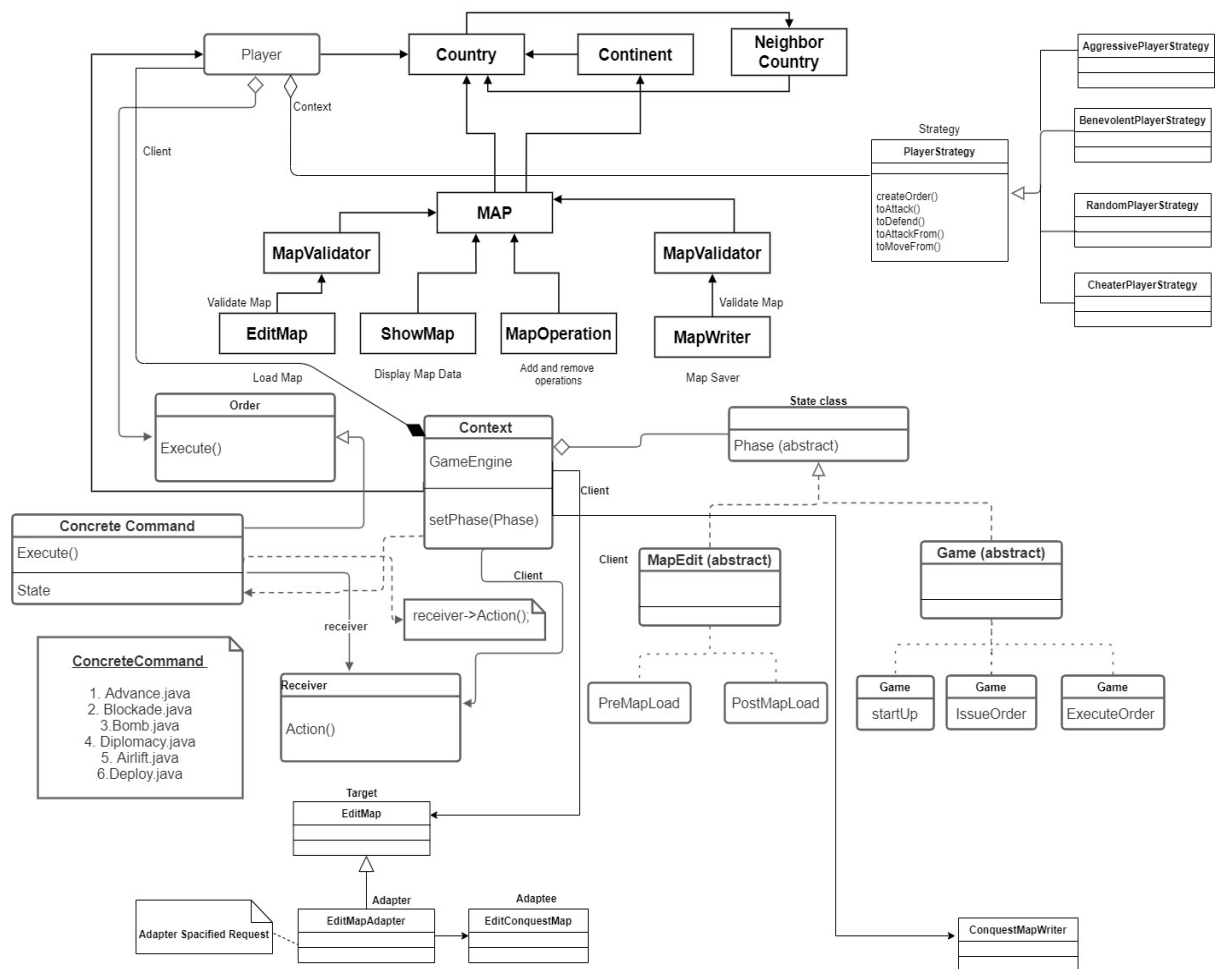 Player
Country
Continent
Neighbor
Country
AggressivePlayerStrategy
Context
BenevolentPlayerStrategy
Strategy
Client
PlayerStrategy
createOrder()
toAttack()
toDefend()
toAttackFrom()
toMoveFrom()
RandomPlayerStrategy
CheaterPlayerStrategy
MAP
MapValidator
MapValidator
Validate Map
Validate Map
EditMap
ShowMap
MapOperation
MapWriter
Load Map
Display Map Data
Add and remove
operations
Map Saver
Order
Execute()
Context
GameEngine
setPhase(Phase)
State class
Phase (abstract)
Client
Concrete Command
Execute()
State
Client
Client
MapEdit (abstract)
Game (abstract)
receiver->Action();
receiver
ConcreteCommand
1. Advance.java
2. Blockade.java
3.Bomb.java
4. Diplomacy.java
5. Airlift.java
6.Deploy.java
Receiver
Action()
PreMapLoad
PostMapLoad
Game
startUp
Game
IssueOrder
Game
ExecuteOrder
Target
EditMap
Adapter
Adaptee
EditMapAdapter
EditConquestMap
Adapter Spacified Request
ConquestMapWriter